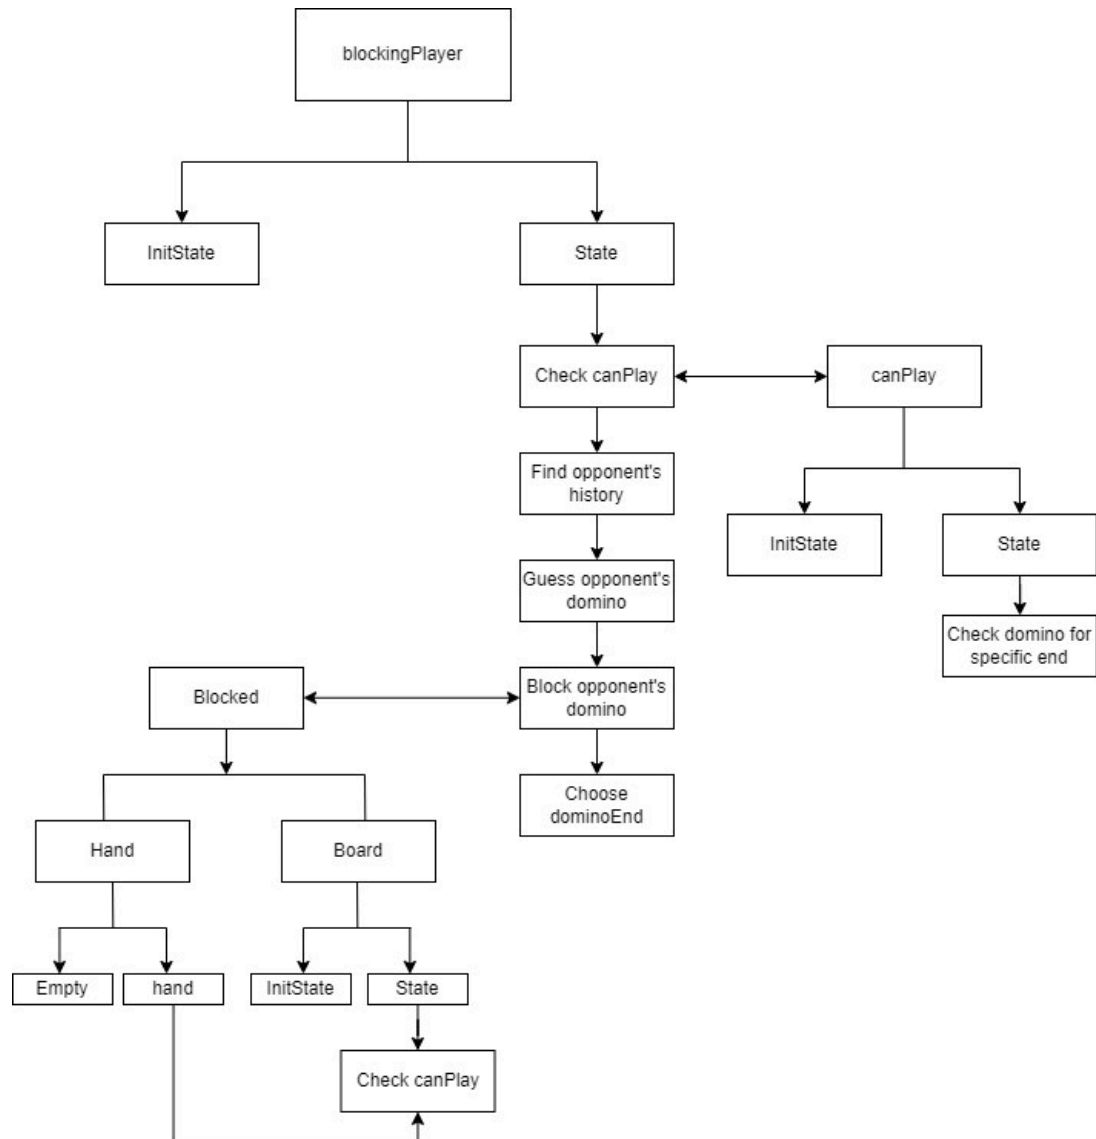 blockingPlayer
InitState
State
Check canPlay
canPlay
Find opponent's
history
InitState
State
Guess opponent's
domino
Check domino for
specific end
Blocked
Block opponent's
domino
Choose
dominoEnd
Hand
Board
Empty
hand
InitState
State
Check canPlay